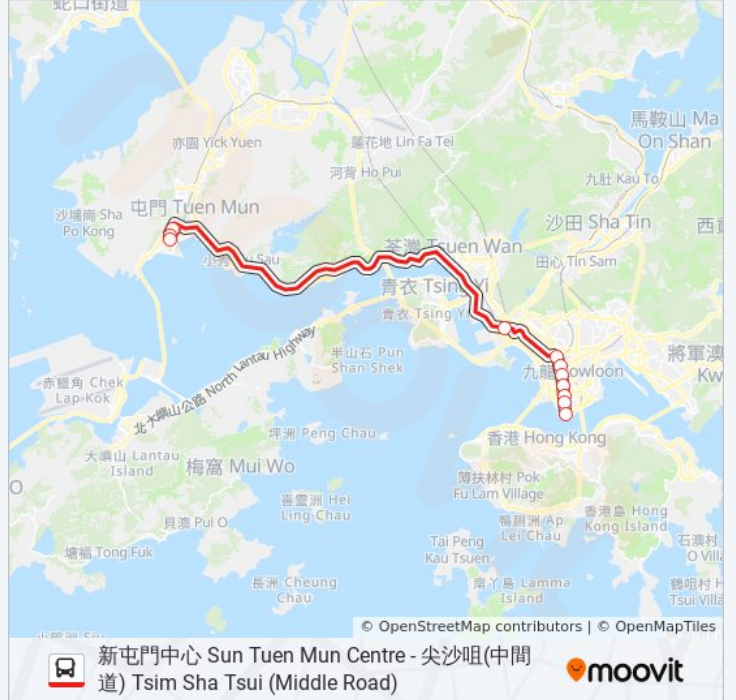 蛇口街道
馬鞍山 Ma
On Shan
亦園 Yick Yuen
蓮花地 Lin Fa Tei
河背 Ho Pui
九肚 Kau To
屯門 Tuen Mun
沙埔崗 Sha
Po Kong
沙田 Sha Tin
西貢
荃灣 Tsuen Wan
田心 Tin Sam
青衣 Tsing Yi
青衣 Tsing Yi
半山石 Pun
Shan Shek
北大嶼山公路 North Lantau Highway
將軍澳
Kw
九龍 Kowloon
赤鱲角 Chek
Lap Kok
坪洲 Peng Chau
香港 Hong Kong
大嶼山 Lantau
Island
梅窩 Mui Wo
O
薄扶林村 Pok
Fu Lam Village
喜靈洲 Hei
Ling Chau
香港島 Hong
Kong Island
鴨脷洲 Ap
Lei Chau
貝澳 Pui O
塘福 Tong Fuk
Tai Peng
Kau Tsuen
石澳村
O Villa
長洲 Cheung
Chau
南丫島 Lamma
Island
鶴咀村 H
Tsui Villa
© OpenStreetMap contributors | © OpenMapTiles
新屯門中心 Sun Tuen Mun Centre - 尖沙咀(中間
道) Tsim Sha Tsui (Middle Road)
moovit